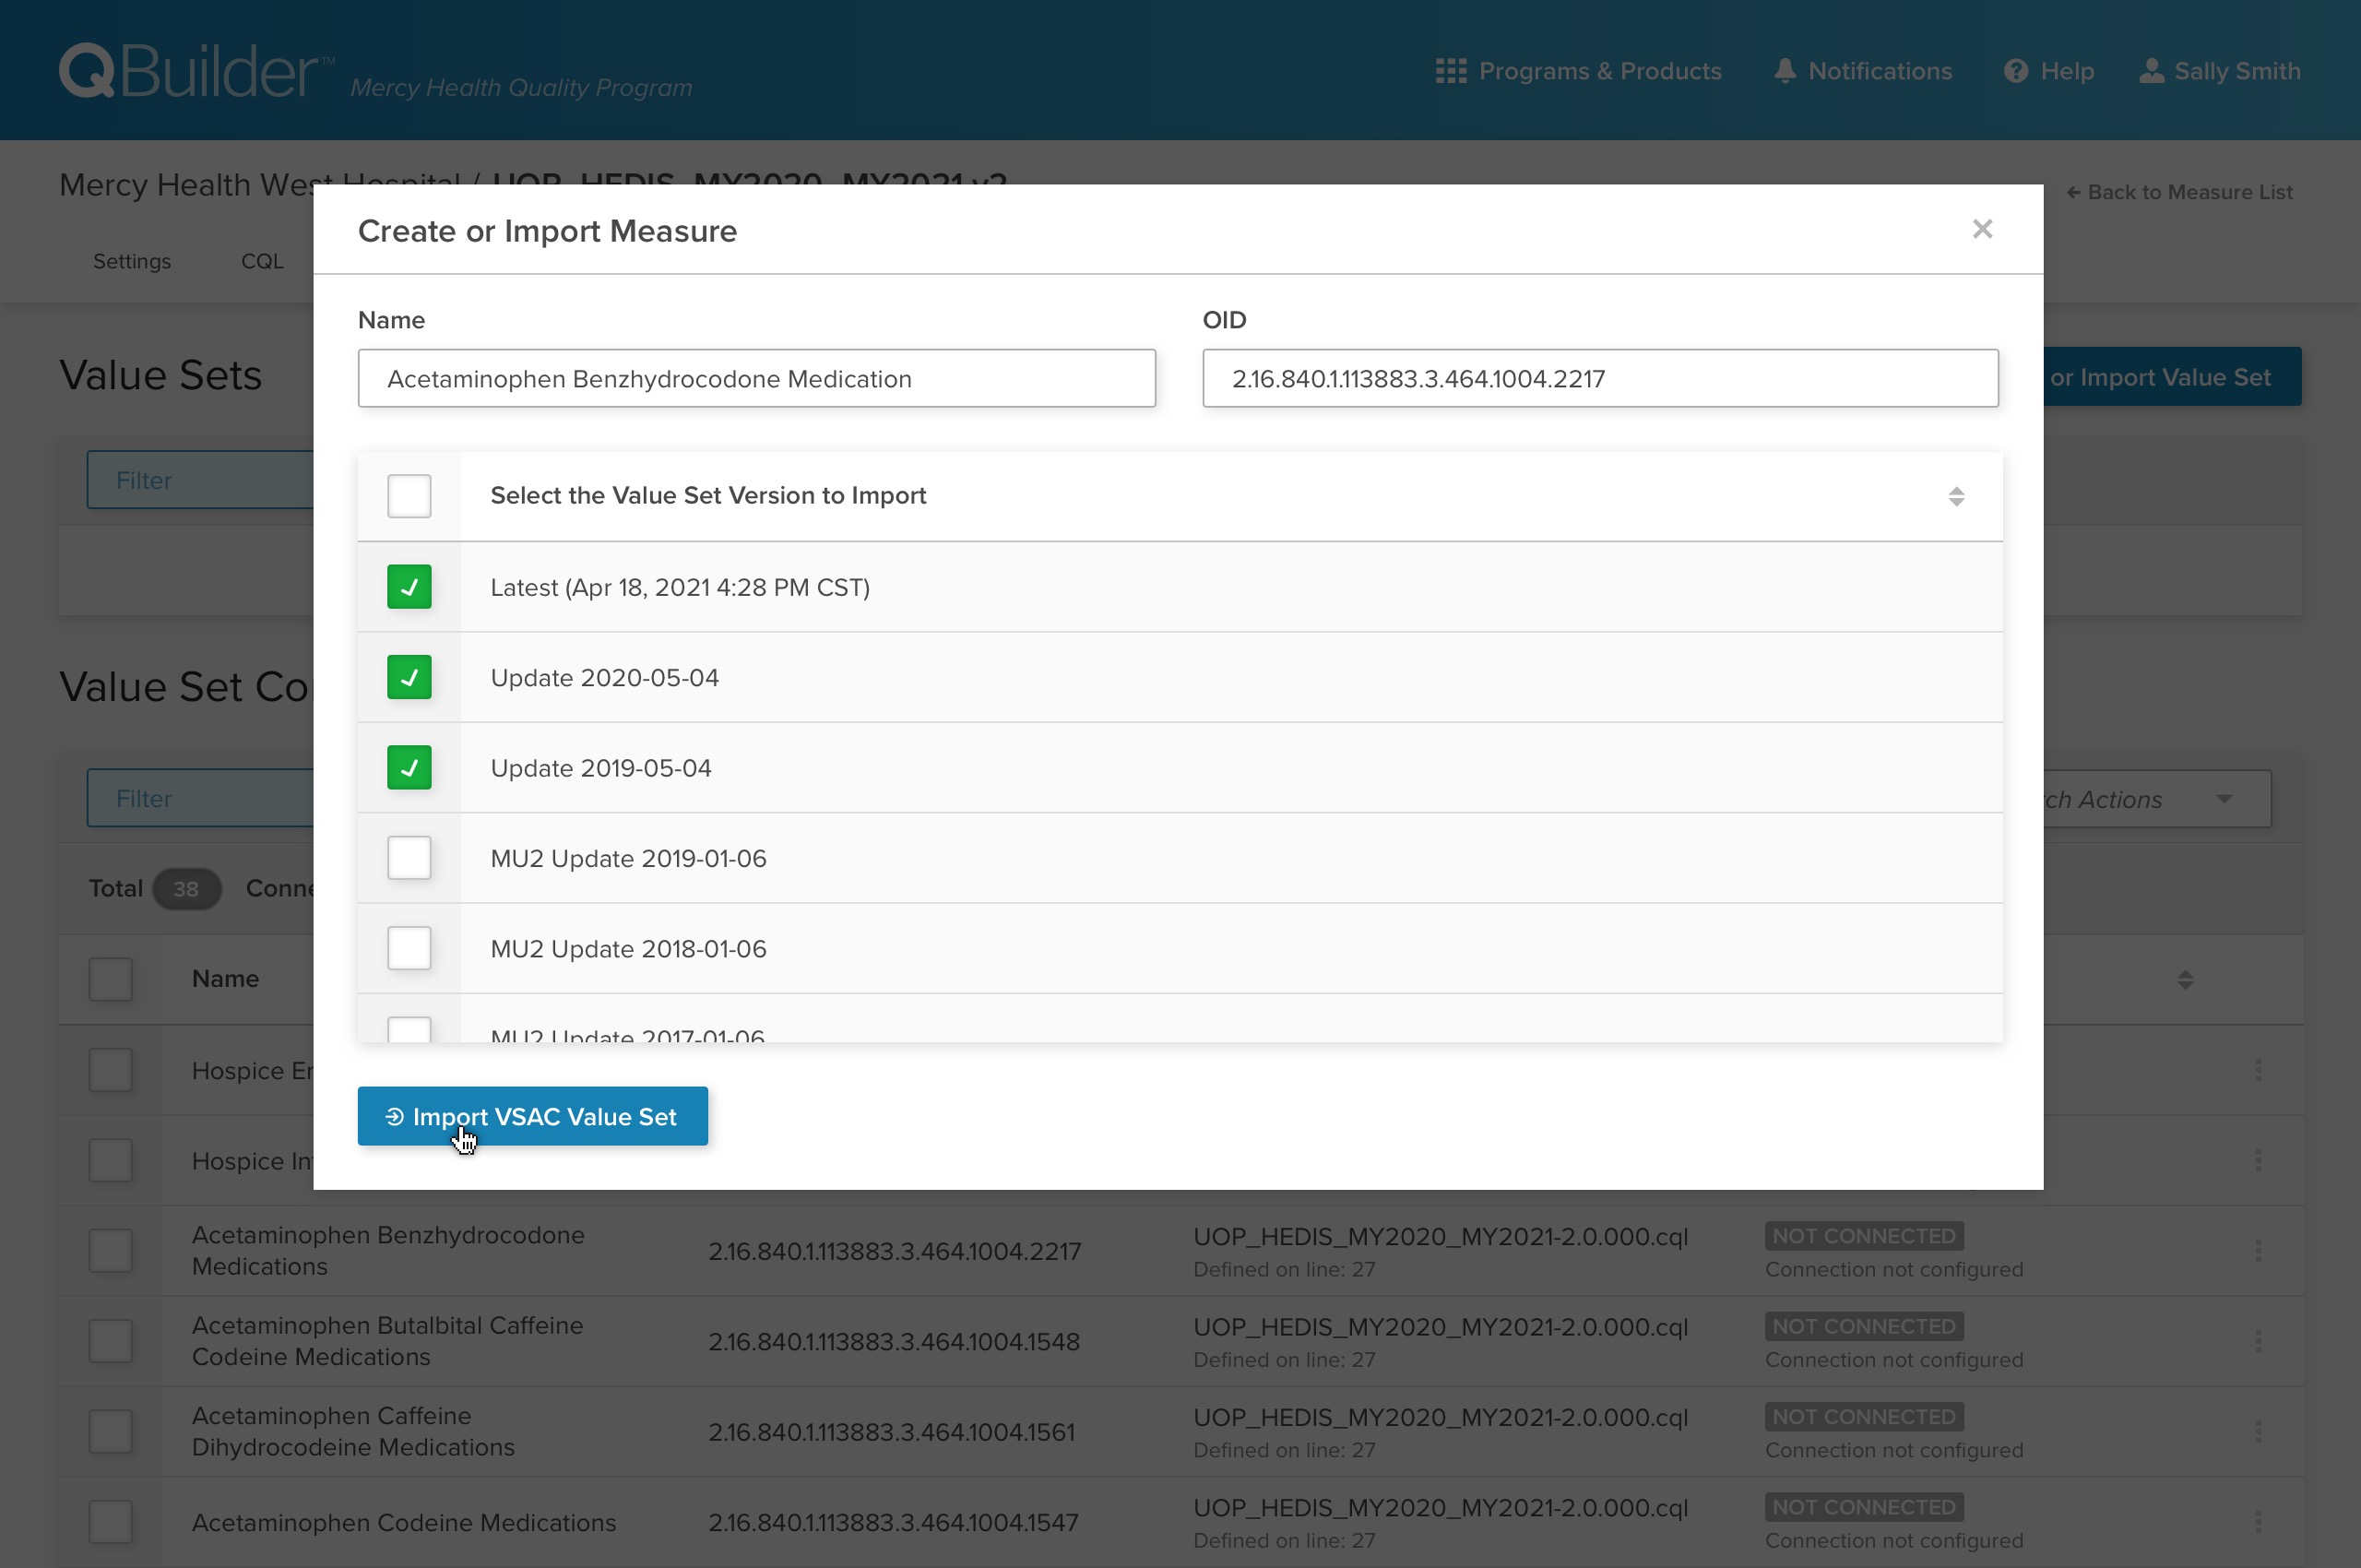 QBuilder™ Mercy Health Quality Program
Programs & Products Notifications Help Sally Smith
Mercy Health West Hospital / UOP_HEDIS_MY2020_MY2021 v2
← Back to Measure List
Settings CQL
Create or Import Measure
Name OID
Acetaminophen Benzhydrocodone Medication 2.16.840.1.113883.3.464.1004.2217
Value Sets
or Import Value Set
Filter
Select the Value Set Version to Import
Latest (Apr 18, 2021 4:28 PM CST)
Update 2020-05-04
Value Set
Update 2019-05-04
Filter
Actions
MU2 Update 2019-01-06
Total 38
MU2 Update 2018-01-06
Name
MU2 Update 2017-01-06
Hospice
Import VSAC Value Set
Hospice
Acetaminophen Benzhydrocodone
Medications
2.16.840.1.113883.3.464.1004.2217
UOP_HEDIS_MY2020_MY2021-2.0.000.cql
Defined on line: 27
NOT CONNECTED
Connection not configured
Acetaminophen Butalbital Caffeine
Codeine Medications
2.16.840.1.113883.3.464.1004.1548
UOP_HEDIS_MY2020_MY2021-2.0.000.cql
Defined on line: 27
NOT CONNECTED
Connection not configured
Acetaminophen Caffeine
Dihydrocodeine Medications
2.16.840.1.113883.3.464.1004.1561
UOP_HEDIS_MY2020_MY2021-2.0.000.cql
Defined on line: 27
NOT CONNECTED
Connection not configured
Acetaminophen Codeine Medications
2.16.840.1.113883.3.464.1004.1547
UOP_HEDIS_MY2020_MY2021-2.0.000.cql
Defined on line: 27
NOT CONNECTED
Connection not configured